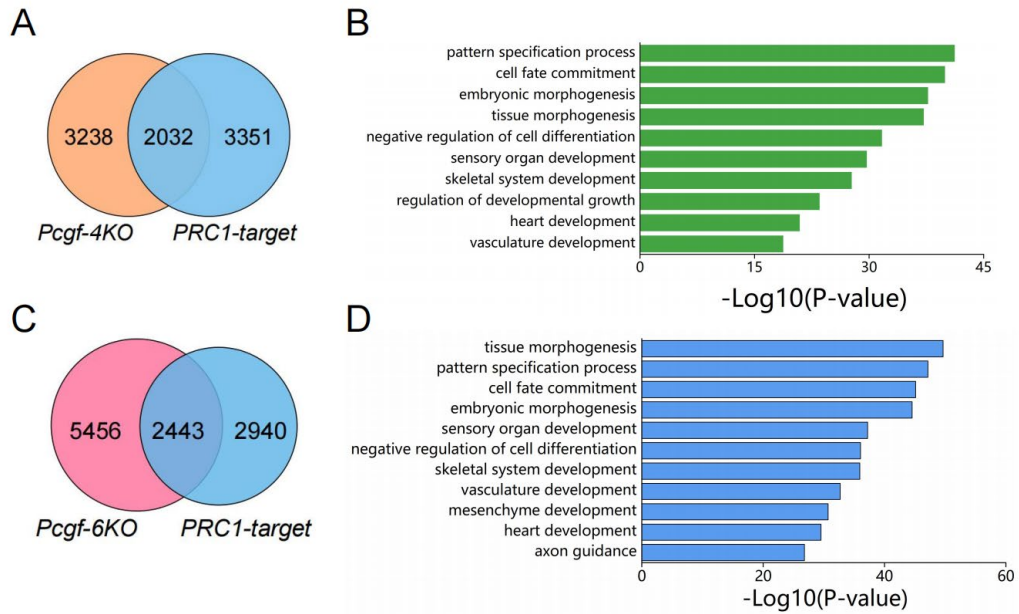 A
3238
2032
3351
Pcgf-4KO
PRC1-target
B
pattern specification process
cell fate commitment
embryonic morphogenesis
tissue morphogenesis
negative regulation of cell differentiation
sensory organ development
skeletal system development
regulation of developmental growth
heart development
vasculature development
0 15 30 45
-Log10(P-value)
C
5456
2443
2940
Pcgf-6KO
PRC1-target
D
tissue morphogenesis
pattern specification process
cell fate commitment
embryonic morphogenesis
sensory organ development
negative regulation of cell differentiation
skeletal system development
vasculature development
mesenchyme development
heart development
axon guidance
0 20 40 60
-Log10(P-value)